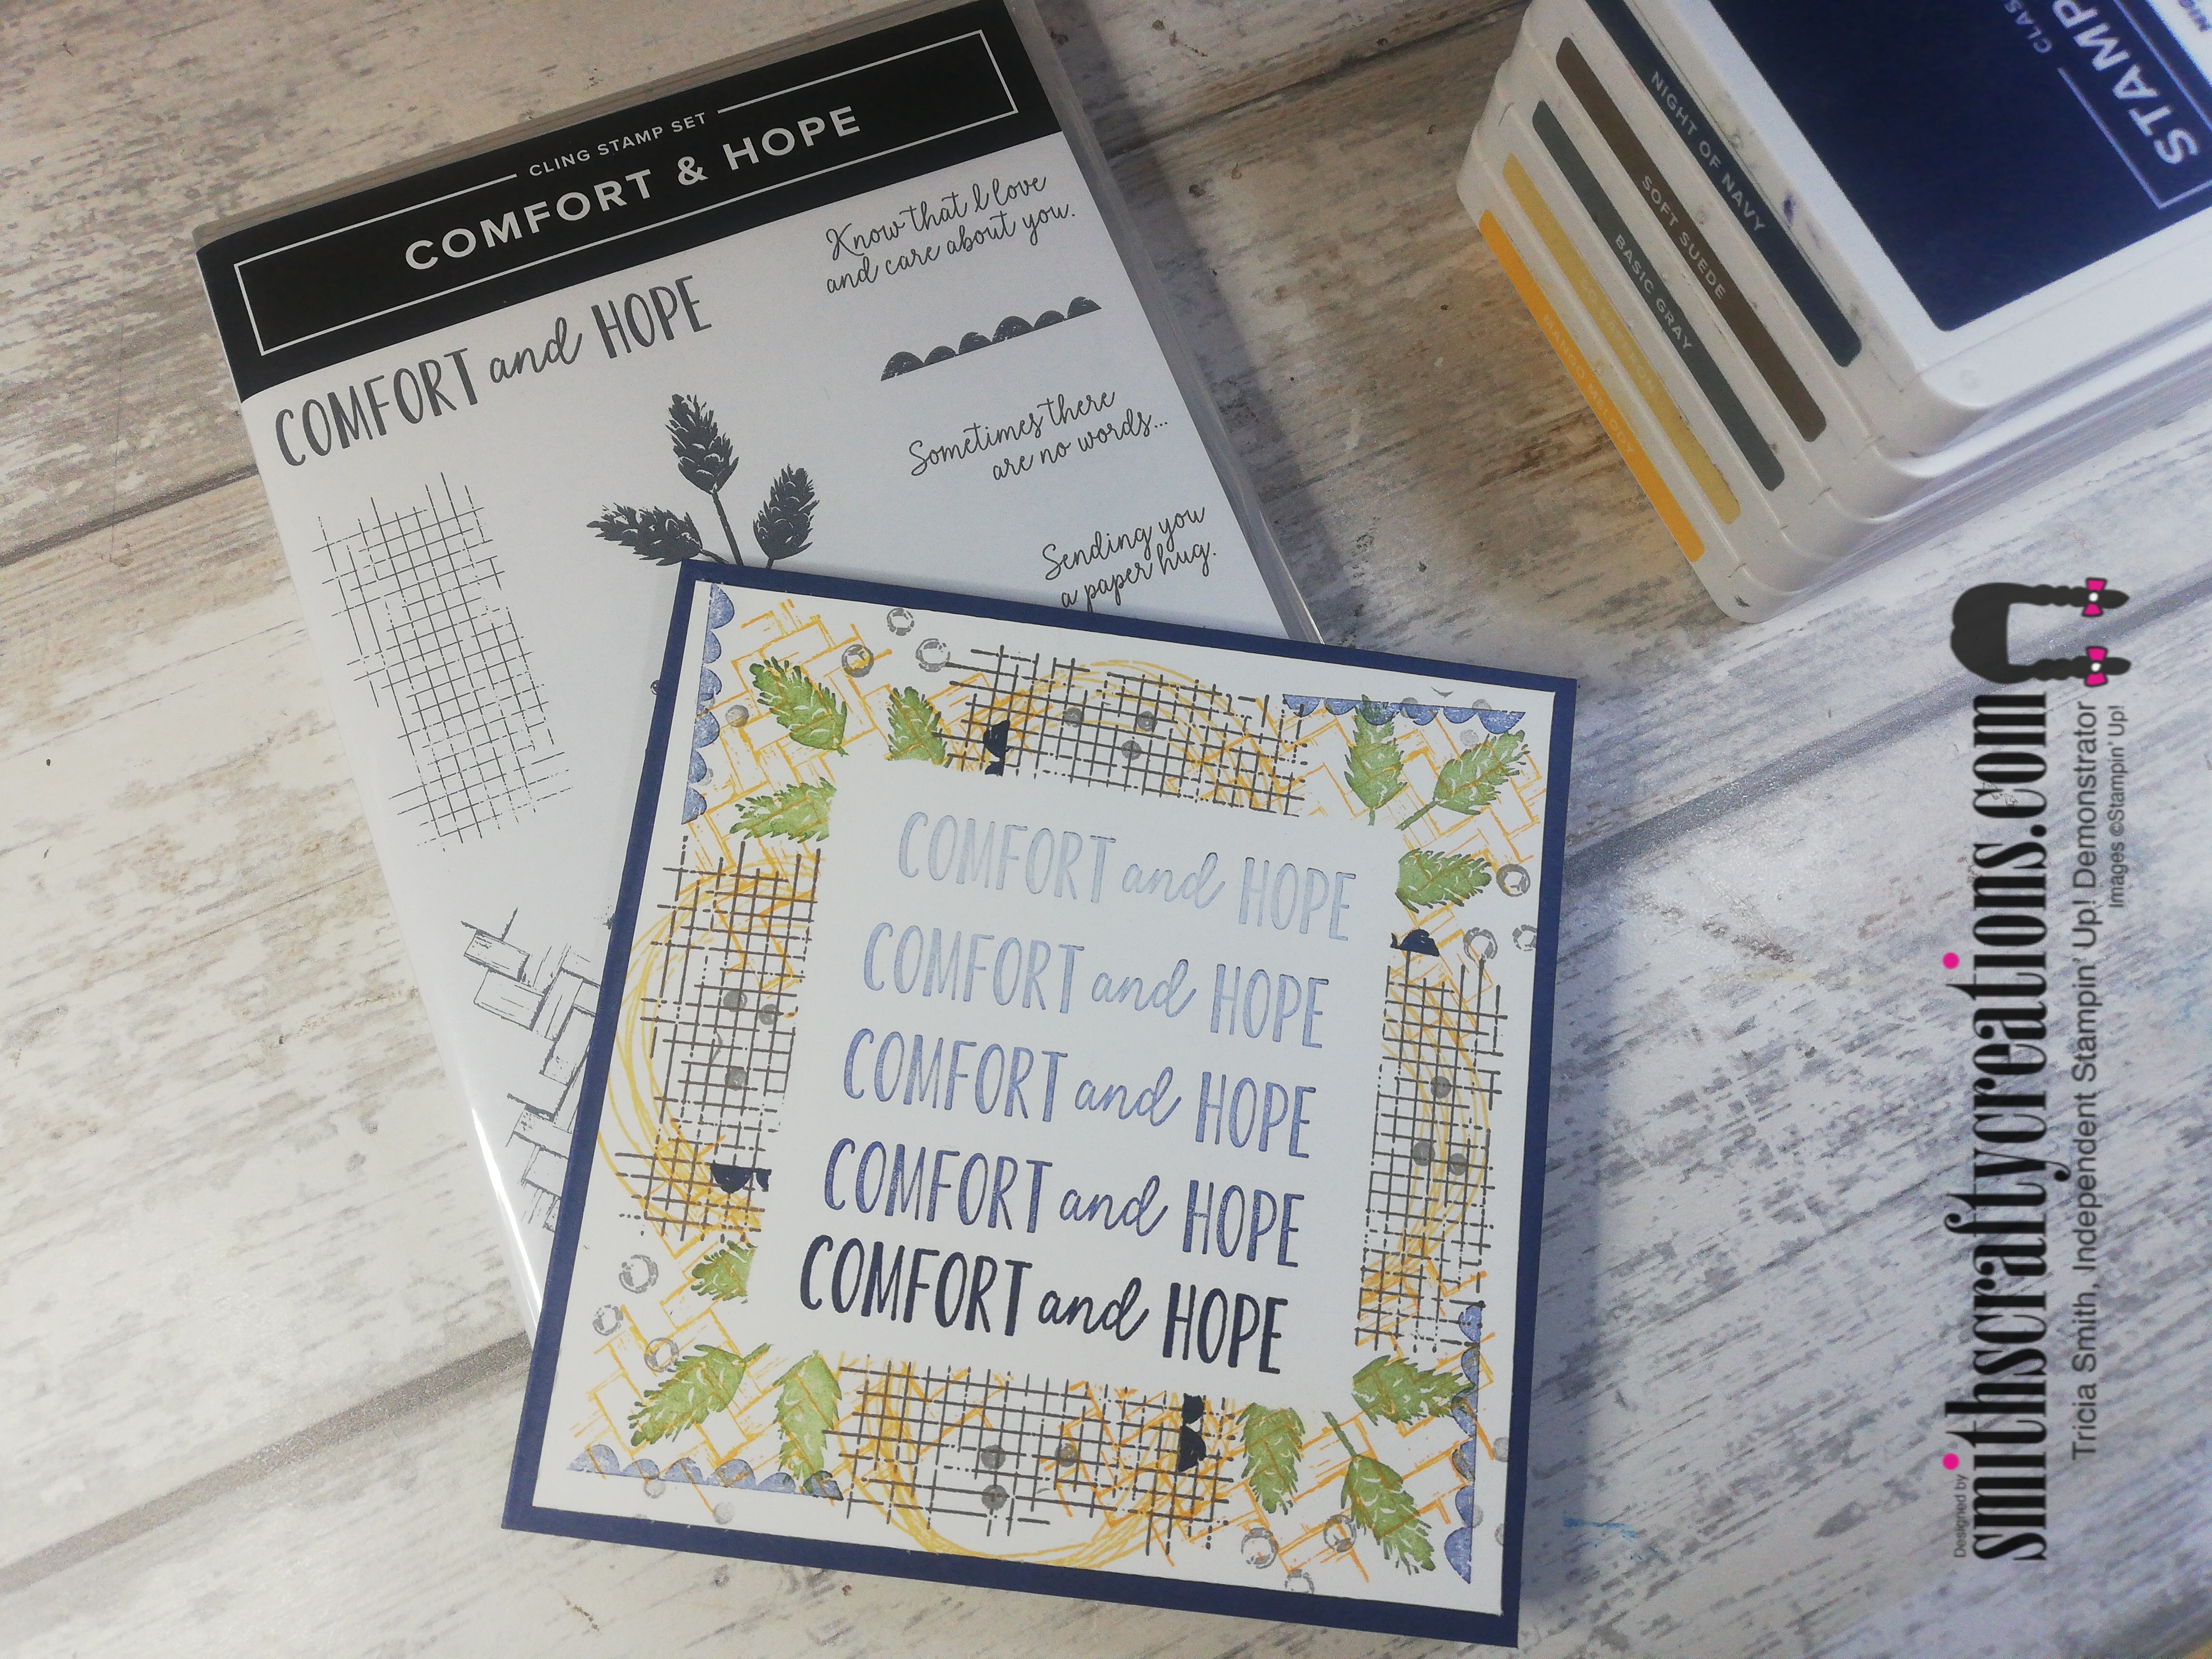 CLING STAMP SET
COMFORT & HOPE
COMFORT and HOPE
Know that I love
and care about you.
Sometimes there
are no words...
Sending you
a paper hug.
COMFORT and HOPE
COMFORT and HOPE
COMFORT and HOPE
COMFORT and HOPE
COMFORT and HOPE
STAMP
CLAS
NIGHT OF NAVY
SOFT SUEDE
BASIC GRAY
MANGO MELODY
Designed by
smithscraftycreations.com
Tricia Smith, Independent Stampin' Up! Demonstrator
Images ©Stampin' Up!